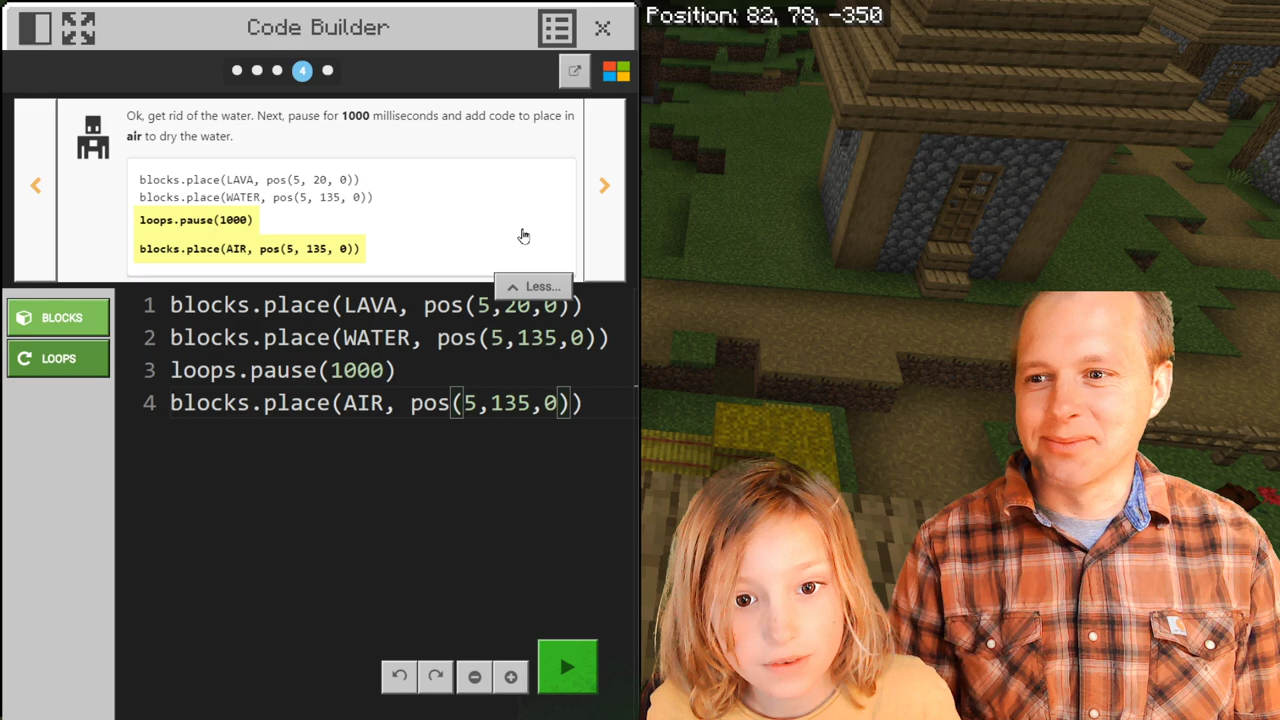 Code Builder
Position: 82, 78, -350
4
Ok, get rid of the water. Next, pause for 1000 milliseconds and add code to place in
air to dry the water.
blocks.place(LAVA, pos(5, 20, 0))
blocks.place(WATER, pos(5, 135, 0))
loops.pause(1000)
blocks.place(AIR, pos(5, 135, 0))
Less...
BLOCKS
LOOPS
1 blocks.place(LAVA, pos(5,20,0))
2 blocks.place(WATER, pos(5,135,0))
3 loops.pause(1000)
4 blocks.place(AIR, pos(5,135,0))